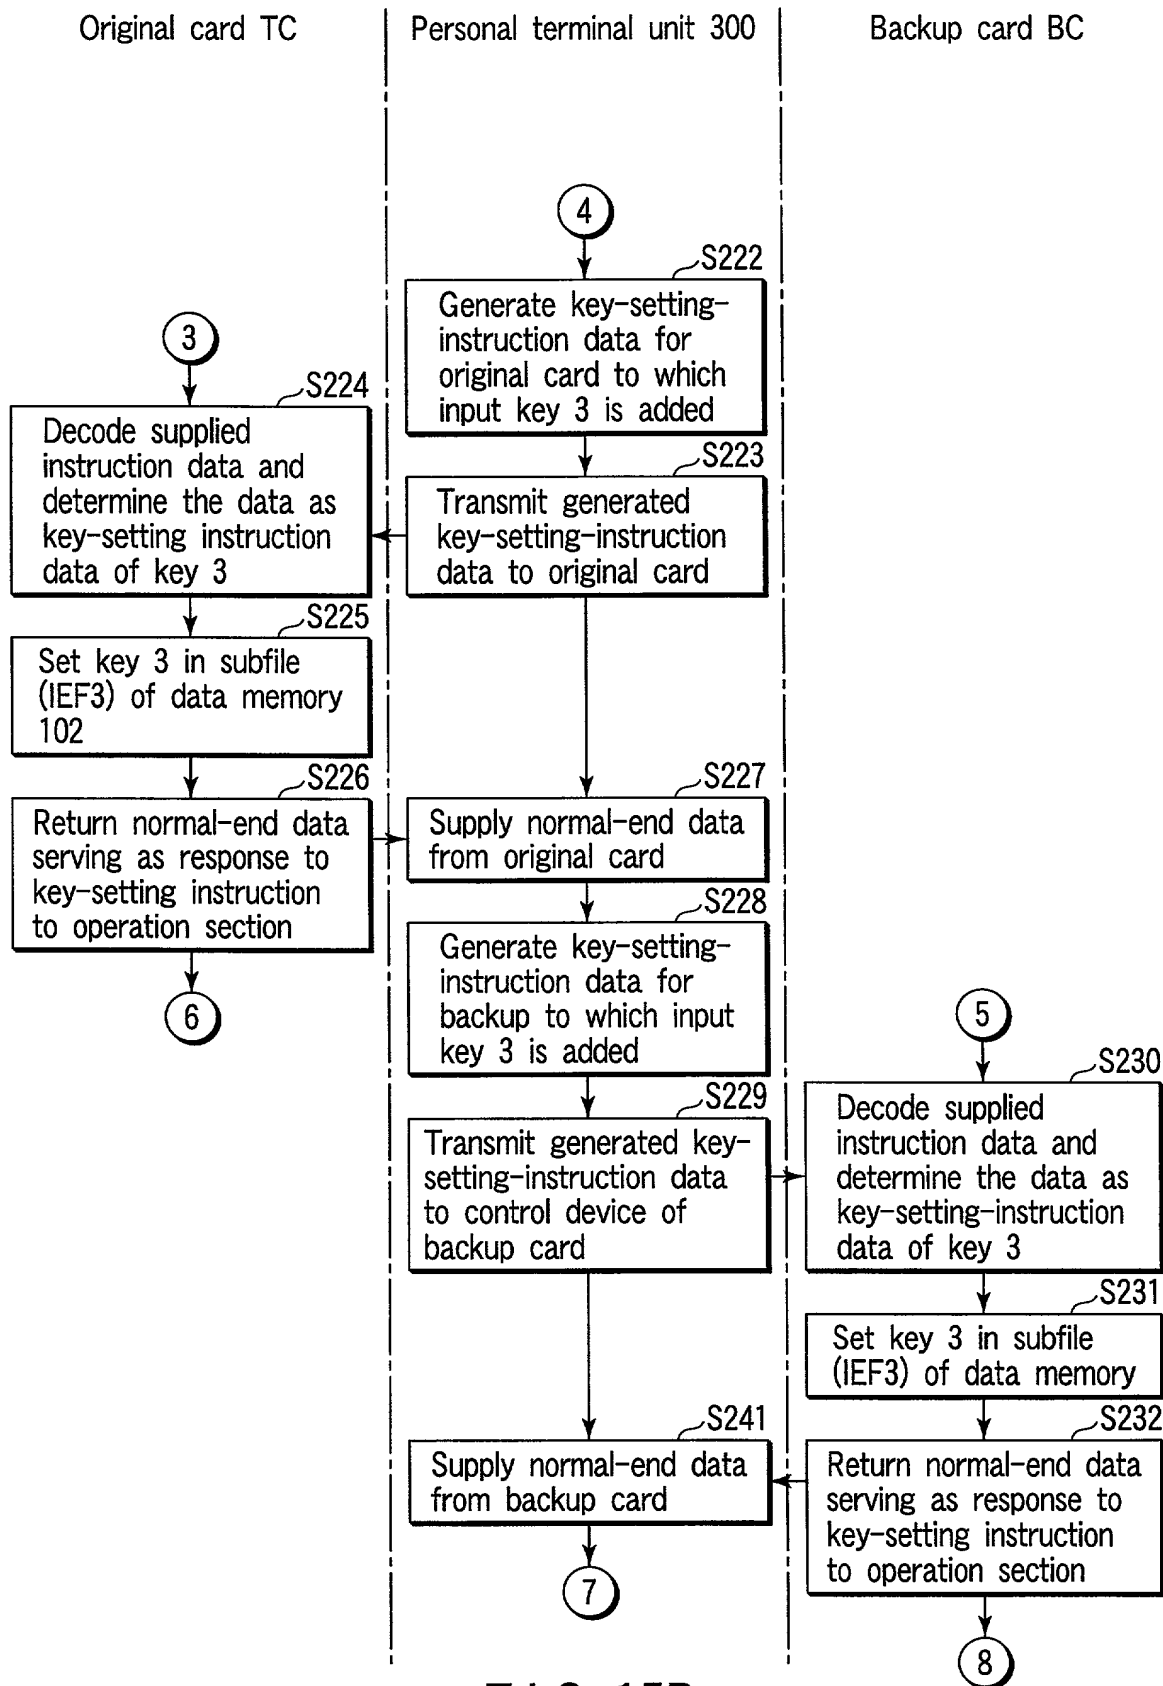 Original card TC
Personal terminal unit 300
Backup card BC
4
S222
Generate key-setting-
instruction data for
original card to which
input key 3 is added
3
S224
Decode supplied
instruction data and
determine the data as
key-setting instruction
data of key 3
S223
Transmit generated
key-setting-instruction
data to original card
S225
Set key 3 in subfile
(IEF3) of data memory
102
S226
Return normal-end data
serving as response to
key-setting instruction
to operation section
6
S227
Supply normal-end data
from original card
S228
Generate key-setting-
instruction data for
backup to which input
key 3 is added
S229
Transmit generated key-
setting-instruction data
to control device of
backup card
5
S230
Decode supplied
instruction data and
determine the data as
key-setting-instruction
data of key 3
S231
Set key 3 in subfile
(IEF3) of data memory
S232
Return normal-end data
serving as response to
key-setting instruction
to operation section
S241
Supply normal-end data
from backup card
7
8